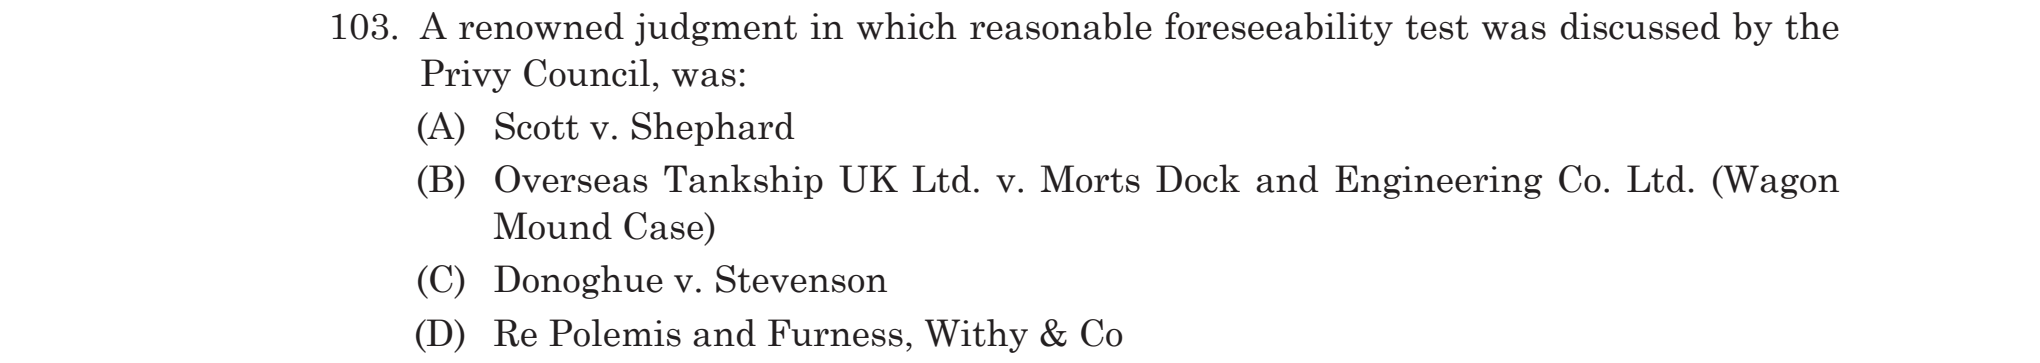 103. A renowned judgment in which reasonable foreseeability test was discussed by the
Privy Council, was:
(A) Scott v. Shephard
(B) Overseas Tankship UK Ltd. v. Morts Dock and Engineering Co. Ltd. (Wagon
Mound Case)
(C) Donoghue v. Stevenson
(D) Re Polemis and Furness, Withy & Co